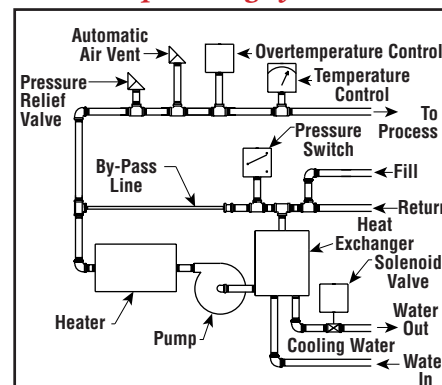 Automatic
Air Vent
Overtemperature Control
Pressure
Relief
Valve
Temperature
Control
To
Process
Pressure
Switch
By-Pass
Line
Fill
Return
Heat
Exchanger
Solenoid
Valve
Heater
Pump
Water
Out
Cooling Water
Water
In